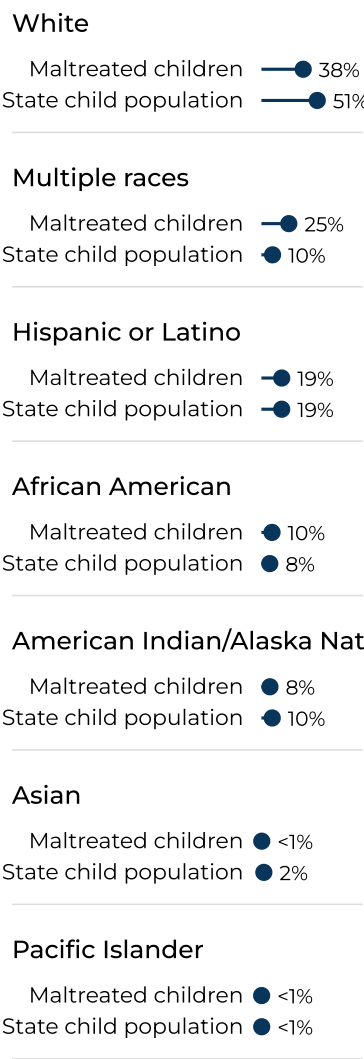 White
Maltreated children 38%
State child population 51%
Multiple races
Maltreated children 25%
State child population 10%
Hispanic or Latino
Maltreated children 19%
State child population 19%
African American
Maltreated children 10%
State child population 8%
American Indian/Alaska Nat
Maltreated children 8%
State child population 10%
Asian
Maltreated children <1%
State child population 2%
Pacific Islander
Maltreated children <1%
State child population <1%